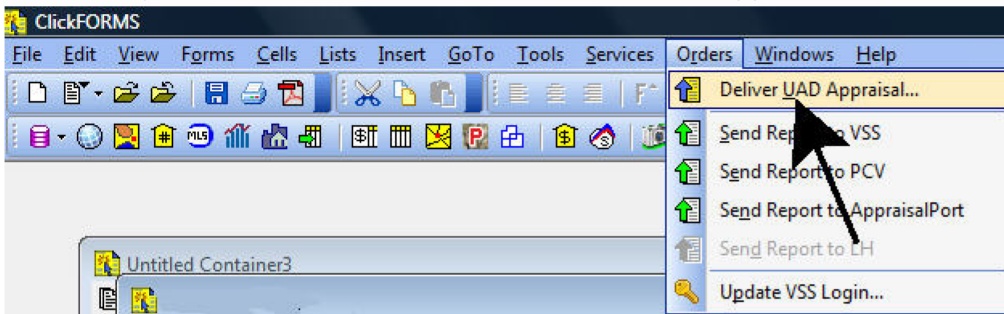 ClickFORMS
File Edit View Forms Cells Lists Insert GoTo Tools Services Orders Windows Help
Deliver UAD Appraisal...
MLS
Send Report to VSS
Send Report to PCV
Send Report to AppraisalPort
Untitled Container3
Send Report to LH
Update VSS Login...